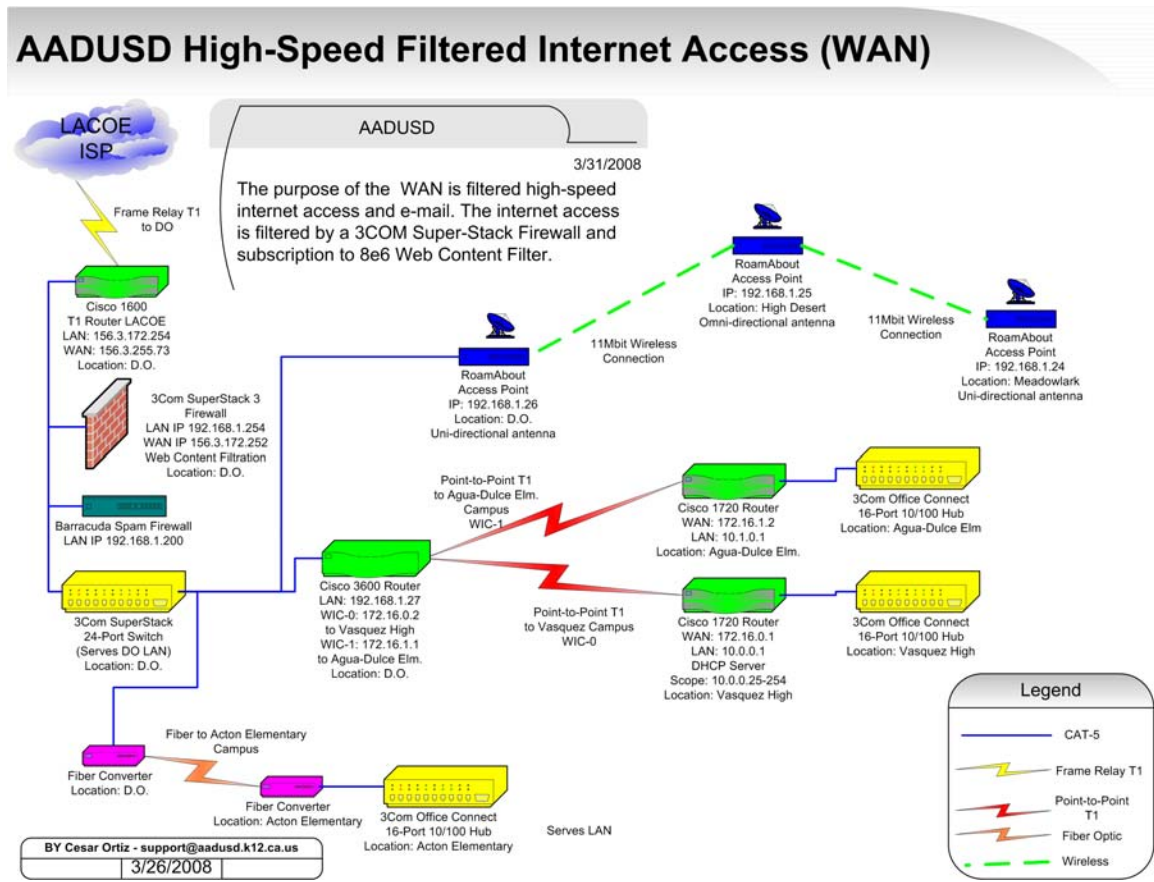 AADUSD High-Speed Filtered Internet Access (WAN)
LACOE
ISP
AADUSD
3/31/2008
The purpose of the WAN is filtered high-speed
internet access and e-mail. The internet access
is filtered by a 3COM Super-Stack Firewall and
subscription to 8e6 Web Content Filter.
Frame Relay T1
to DO
Cisco 1600
T1 Router LACOE
LAN: 156.3.172.254
WAN: 156.3.255.73
Location: D.O.
3Com SuperStack 3
Firewall
LAN IP 192.168.1.254
WAN IP 156.3.172.252
Web Content Filtration
Location: D.O.
Barracuda Spam Firewall
LAN IP 192.168.1.200
3Com SuperStack
24-Port Switch
(Serves DO LAN)
Location: D.O.
RoamAbout
Access Point
IP: 192.168.1.26
Location: D.O.
Uni-directional antenna
11Mbit Wireless
Connection
RoamAbout
Access Point
IP: 192.168.1.25
Location: High Desert
Omni-directional antenna
11Mbit Wireless
Connection
RoamAbout
Access Point
IP: 192.168.1.24
Location: Meadowlark
Uni-directional antenna
Cisco 3600 Router
LAN: 192.168.1.27
WIC-0: 172.16.0.2
to Vasquez High
WIC-1: 172.16.1.1
to Agua-Dulce Elm.
Location: D.O.
Point-to-Point T1
to Agua-Dulce Elm.
Campus
WIC-1
Cisco 1720 Router
WAN: 172.16.1.2
LAN: 10.1.0.1
Location: Agua-Dulce Elm.
3Com Office Connect
16-Port 10/100 Hub
Location: Agua-Dulce Elm
Point-to-Point T1
to Vasquez Campus
WIC-0
Cisco 1720 Router
WAN: 172.16.0.1
LAN: 10.0.0.1
DHCP Server
Scope: 10.0.0.25-254
Location: Vasquez High
3Com Office Connect
16-Port 10/100 Hub
Location: Vasquez High
Fiber Converter
Location: D.O.
Fiber to Acton Elementary
Campus
Fiber Converter
Location: Acton Elementary
3Com Office Connect
16-Port 10/100 Hub
Location: Acton Elementary
Serves LAN
Legend
CAT-5
Frame Relay T1
Point-to-Point
T1
Fiber Optic
Wireless
BY Cesar Ortiz - support@aadusd.k12.ca.us
3/26/2008